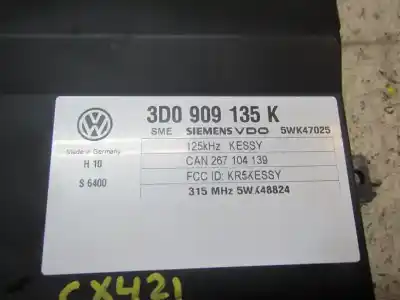 3D0 909 135 K
SME SIEMENS VDO 5WK47025
Made in Germany
H 10
S 6400
125kHz KESSY
CAN 267 104 139
FCC ID: KR5KESSY
315 MHz 5WK48824
CX421